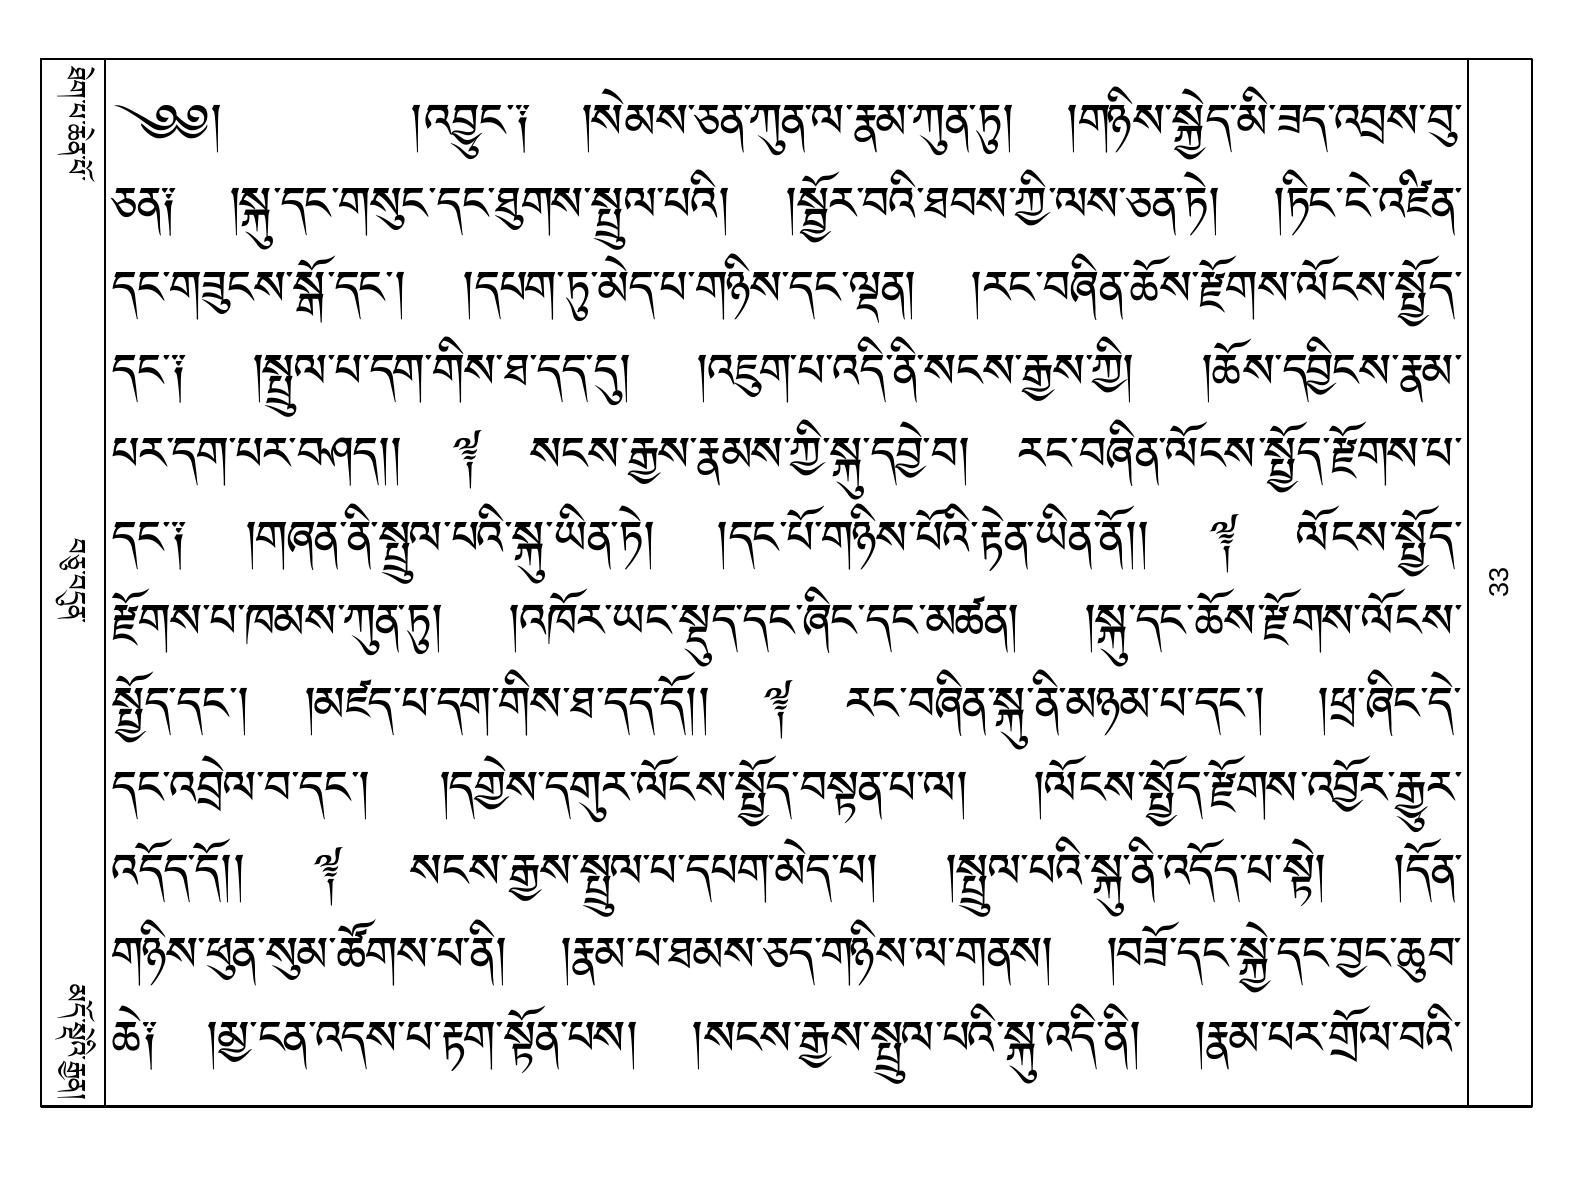 ༄༅། །འབྱུང་༑ །སེམས་ཅན་ཀུན་ལ་རྣམ་ཀུན་ཏུ། །གཉིས་སྐྱེད་མི་ཟད་འབྲས་བུ་
ཅན༑ །སྐུ་དང་གསུང་དང་ཐུགས་སྤྲུལ་པའི། །སྦྱོར་བའི་ཐབས་ཀྱི་ལས་ཅན་ཏེ། །ཏིང་ངེ་འཛིན་
དང་གཟུངས་སྒོ་དང་། །དཔག་ཏུ་མེད་པ་གཉིས་དང་ལྡན། །རང་བཞིན་ཆོས་རྫོགས་ལོངས་སྤྱོད་
དང་༑ །སྤྲུལ་པ་དག་གིས་ཐ་དད་དུ། །འཇུག་པ་འདི་ནི་སངས་རྒྱས་ཀྱི། །ཆོས་དབྱིངས་རྣམ་
པར་དག་པར་བཤད།། ༈ སངས་རྒྱས་རྣམས་ཀྱི་སྐུ་དབྱེ་བ། རང་བཞིན་ལོངས་སྤྱོད་རྫོགས་པ་
དང་༑ །གཞན་ནི་སྤྲུལ་པའི་སྐུ་ཡིན་ཏེ། །དང་པོ་གཉིས་པོའི་རྟེན་ཡིན་ནོ།། ༈ ལོངས་སྤྱོད་
རྫོགས་པ་ཁམས་ཀུན་ཏུ། །འཁོར་ཡང་སྡུད་དང་ཞིང་དང་མཚན། །སྐུ་དང་ཆོས་རྫོགས་ལོངས་
སྤྱོད་དང་། །མཛད་པ་དག་གིས་ཐ་དད་དོ།། ༈ རང་བཞིན་སྐུ་ནི་མཉམ་པ་དང་། །ཕྲ་ཞིང་དེ་
དང་འབྲེལ་བ་དང་། །དགྱེས་དགུར་ལོངས་སྤྱོད་བསྟན་པ་ལ། །ལོངས་སྤྱོད་རྫོགས་འབྱོར་རྒྱུར་
འདོད་དོ།། ༈ སངས་རྒྱས་སྤྲུལ་པ་དཔག་མེད་པ། །སྤྲུལ་པའི་སྐུ་ནི་འདོད་པ་སྟེ། །དོན་
གཉིས་ཕུན་སུམ་ཚོགས་པ་ནི། །རྣམ་པ་ཐམས་ཅད་གཉིས་ལ་གནས། །བཟོ་དང་སྐྱེ་དང་བྱང་ཆུབ་
ཆེ༑ །མྱ་ངན་འདས་པ་རྟག་སྟོན་པས། །སངས་རྒྱས་སྤྲུལ་པའི་སྐུ་འདི་ནི། །རྣམ་པར་གྲོལ་བའི་
ཐེག་པ་ཆེན་པོ་
བཅུ་བདུན་
མདོ་སྡེའི་རྒྱན།
33